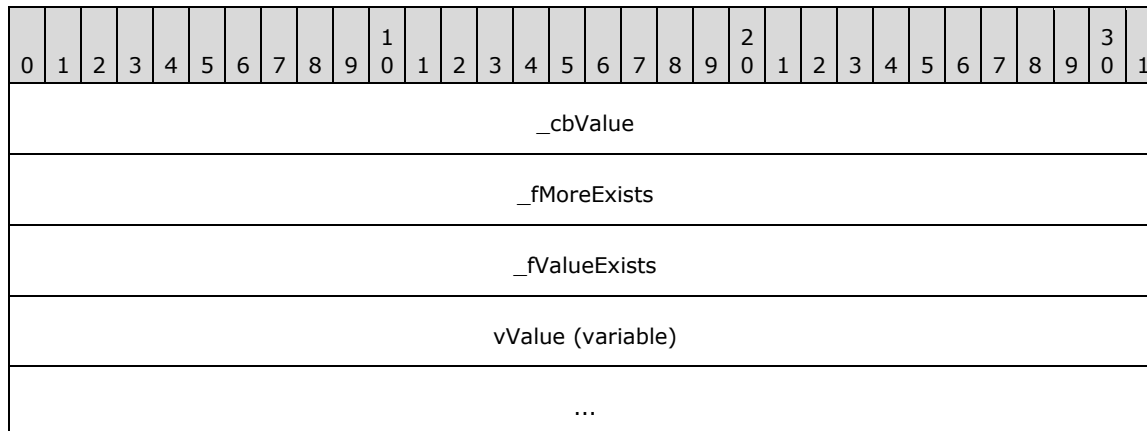 1 2 3
0 1 2 3 4 5 6 7 8 9 0 1 2 3 4 5 6 7 8 9 0 1 2 3 4 5 6 7 8 9 0 1
_cbValue
_fMoreExists
_fValueExists
vValue (variable)
...